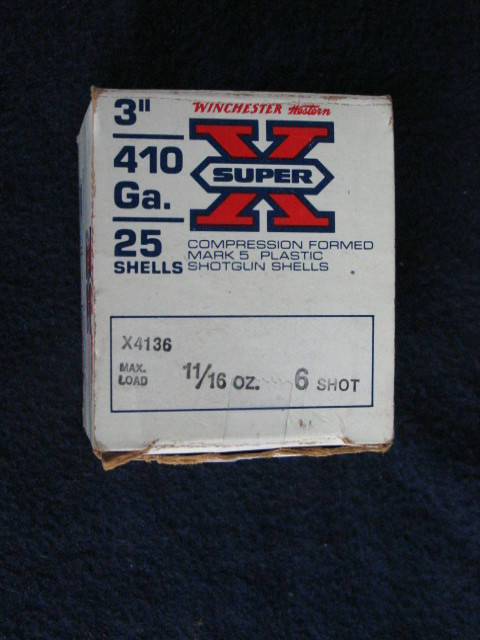 3"
410
Ga.
25
SHELLS
WINCHESTER Western
X
SUPER
COMPRESSION FORMED
MARK 5 PLASTIC
SHOTGUN SHELLS
X4136
MAX.
LOAD
11/16 OZ. 6 SHOT